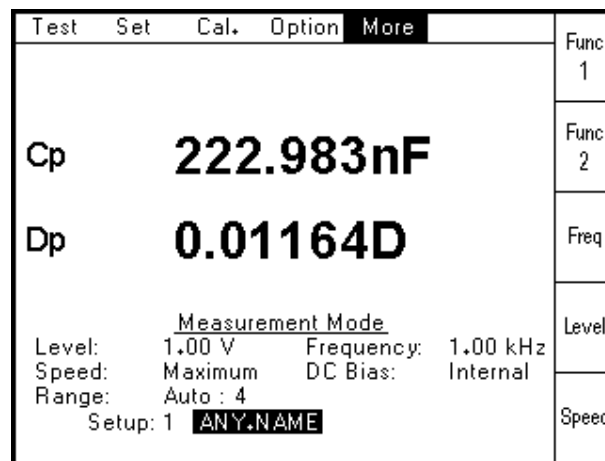 Test Set Cal. Option More
Func 1
Func 2
Freq
Level
Speed
Cp 222.983nF
Dp 0.01164D
Measurement Mode
Level: 1.00 V Frequency: 1.00 kHz
Speed: Maximum DC Bias: Internal
Range: Auto : 4
Setup: 1 ANY.NAME